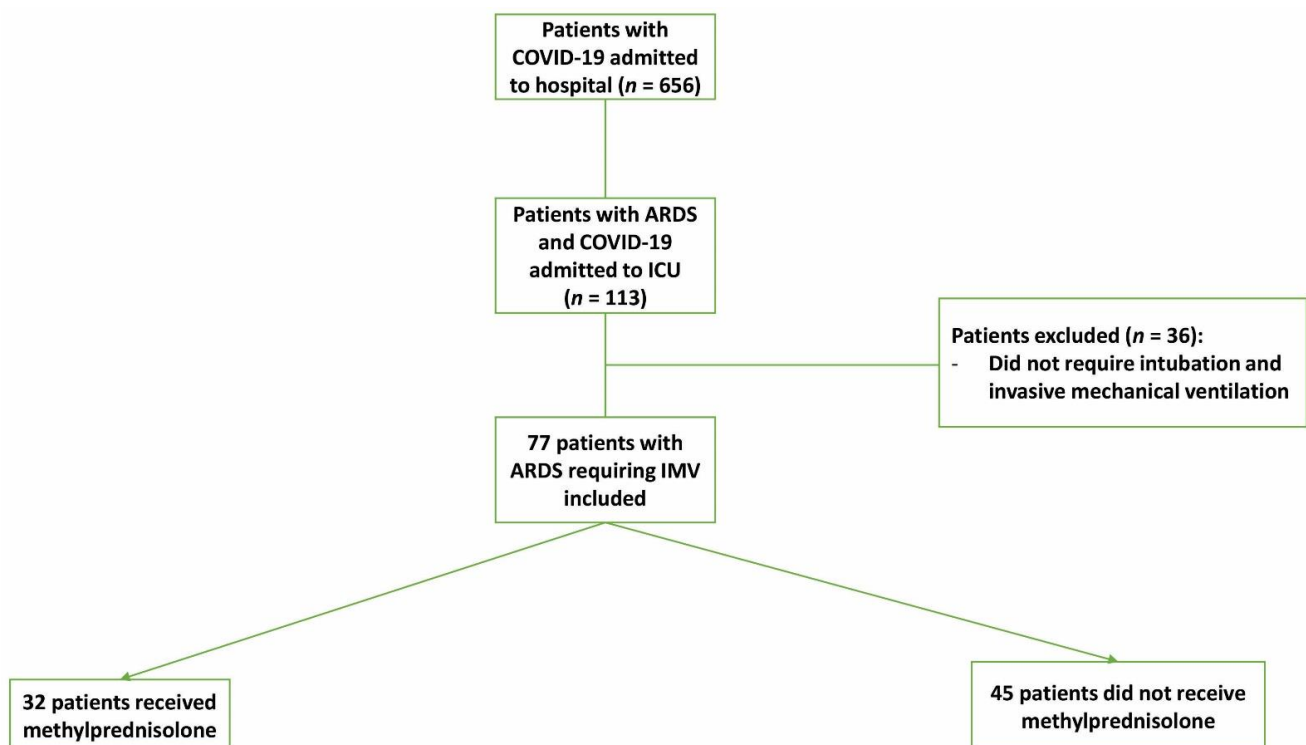 Patients with
COVID-19 admitted
to hospital (n = 656)
Patients with ARDS
and COVID-19
admitted to ICU
(n = 113)
Patients excluded (n = 36):
- Did not require intubation and
invasive mechanical ventilation
77 patients with
ARDS requiring IMV
included
32 patients received
methylprednisolone
45 patients did not receive
methylprednisolone